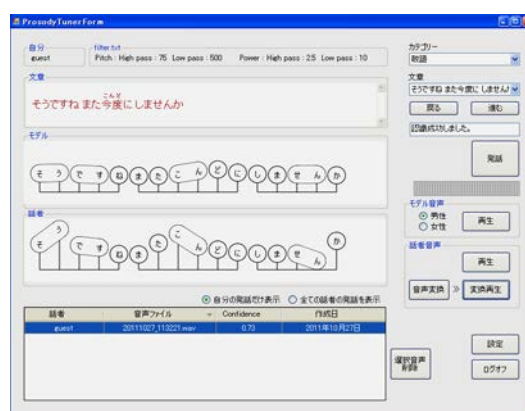 ProsodyTunerForm
自分
guest
filter.txt
Pitch : High pass : 75 Low pass : 500 Power : High pass : 25 Low pass : 10
カテゴリー
敬語
文章
こんど
そうですね また今度にしませんか
文章
そうですね また今度に しませんか
戻る 進む
認識成功しました。
発話
モデル
そ う で す ね ま た こ ん ど に し ま せ ん か
話者
そ う で す ね ま た こ ん ど に し ま せ ん か
モデル音声
男性
女性
再生
話者音声
再生
音声変換 » 変換再生
自分の発話だけ表示 全ての話者の発話を表示
話者 音声ファイル Confidence 作成日
guest 20111027_113221.wav 0.73 2011年10月27日
選択音声
削除
設定
ログオフ